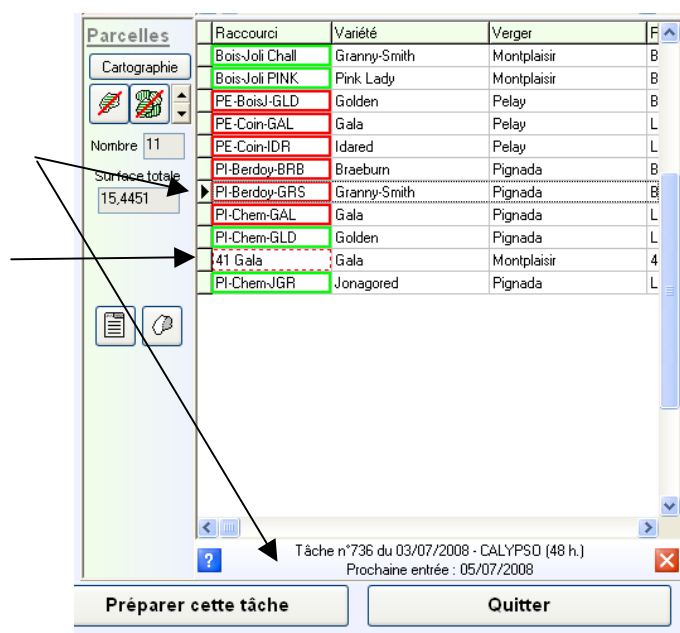 Parcelles
Cartographie
Nombre 11
Surface totale
15,4451
Raccourci Variété Verger F
Bois-Joli Chall Granny-Smith Montplaisir B
Bois-Joli PINK Pink Lady Montplaisir B
PE-BoisJ-GLD Golden Pelay B
PE-Coin-GAL Gala Pelay L
PE-Coin-IDR Idared Pelay L
PI-Berdoy-BRB Braeburn Pignada B
PI-Berdoy-GRS Granny-Smith Pignada B
PI-Chem-GAL Gala Pignada L
PI-Chem-GLD Golden Pignada L
41 Gala Gala Montplaisir 4
PI-Chem-JGR Jonagored Pignada L
? Tâche n°736 du 03/07/2008 - CALYPSO (48 h.)
Prochaine entrée : 05/07/2008
Préparer cette tâche Quitter